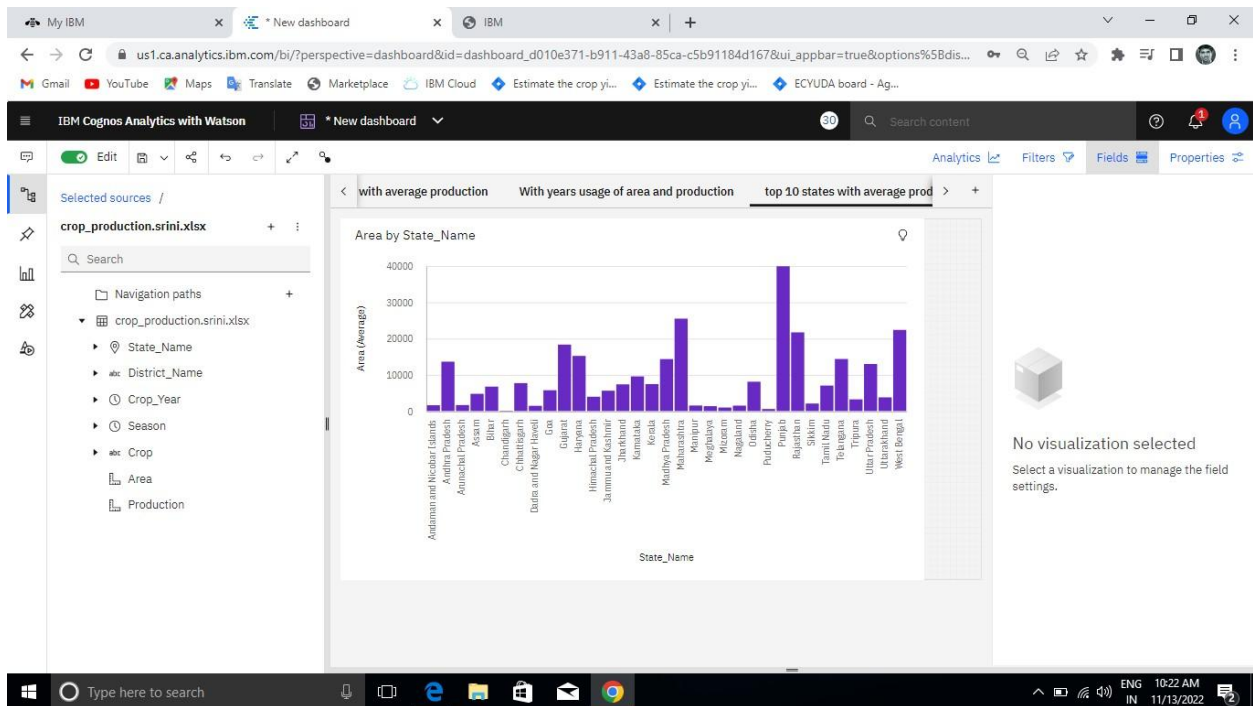 My IBM
* New dashboard
IBM
us1.ca.analytics.ibm.com/bi/?perspective=dashboard&id=dashboard_d010e371-b911-43a8-85ca-c5b91184d167&ui_appbar=true&options%5Bdis...
Gmail YouTube Maps Translate Marketplace IBM Cloud Estimate the crop yi... Estimate the crop yi... ECYUDA board - Ag...
IBM Cognos Analytics with Watson * New dashboard 30 Search content 1
Edit Analytics Filters Fields Properties
with average production With years usage of area and production top 10 states with average prod
Selected sources /
crop_production.srini.xlsx
Search
Navigation paths
crop_production.srini.xlsx
State_Name
abc District_Name
Crop_Year
Season
abc Crop
Area
Production
Area by State_Name
Area (Average)
40000
30000
20000
10000
0
Andaman and Nicobar Islands
Andhra Pradesh
Arunachal Pradesh
Assam
Bihar
Chandigarh
Chhattisgarh
Dadra and Nagar Haveli
Goa
Gujarat
Haryana
Himachal Pradesh
Jammu and Kashmir
Jharkhand
Karnataka
Kerala
Madhya Pradesh
Maharashtra
Manipur
Meghalaya
Mizoram
Nagaland
Odisha
Puducherry
Punjab
Rajasthan
Sikkim
Tamil Nadu
Telangana
Tripura
Uttar Pradesh
Uttarakhand
West Bengal
State_Name
No visualization selected
Select a visualization to manage the field
settings.
Type here to search
ENG
IN
10:22 AM
11/13/2022
2